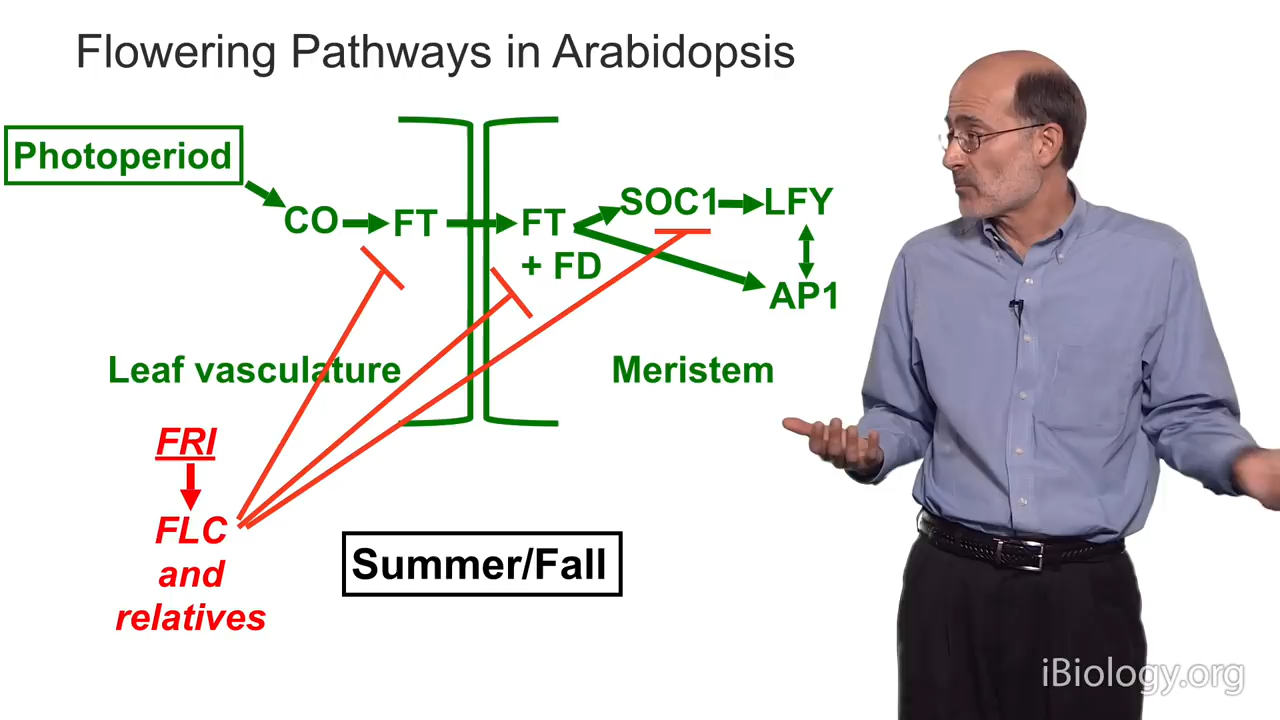 Flowering Pathways in Arabidopsis
Photoperiod
CO
FT
FT
+ FD
SOC1
LFY
AP1
Leaf vasculature
Meristem
FRI
FLC
and
relatives
Summer/Fall
iBiology.org